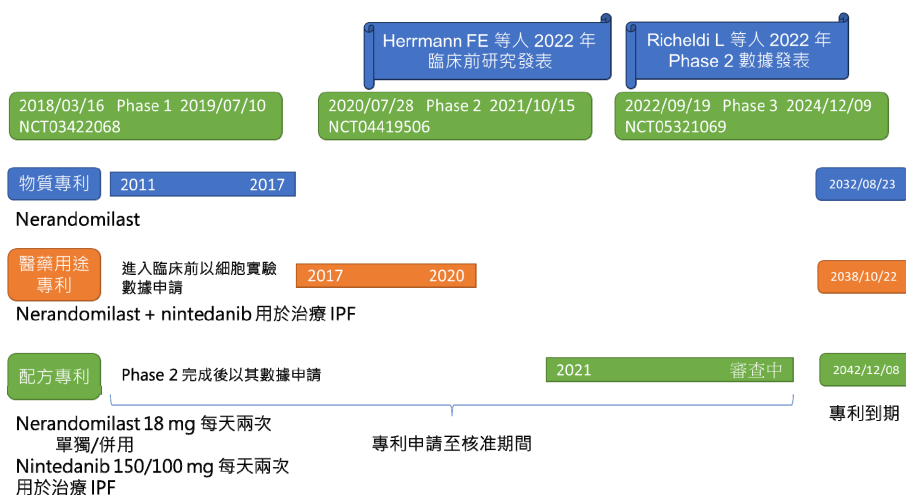 Herrmann FE 等人 2022 年
臨床前研究發表
Richeldi L 等人 2022 年
Phase 2 數據發表
2018/03/16 Phase 1 2019/07/10
NCT03422068
2020/07/28 Phase 2 2021/10/15
NCT04419506
2022/09/19 Phase 3 2024/12/09
NCT05321069
物質專利
2011 2017
2032/08/23
Nerandomilast
醫藥用途
專利
進入臨床前以細胞實驗
數據申請
2017 2020
2038/10/22
Nerandomilast + nintedanib 用於治療 IPF
配方專利
Phase 2 完成後以其數據申請
2021 審查中
2042/12/08
專利到期
Nerandomilast 18 mg 每天兩次
單獨/併用
Nintedanib 150/100 mg 每天兩次
用於治療 IPF
專利申請至核准期間